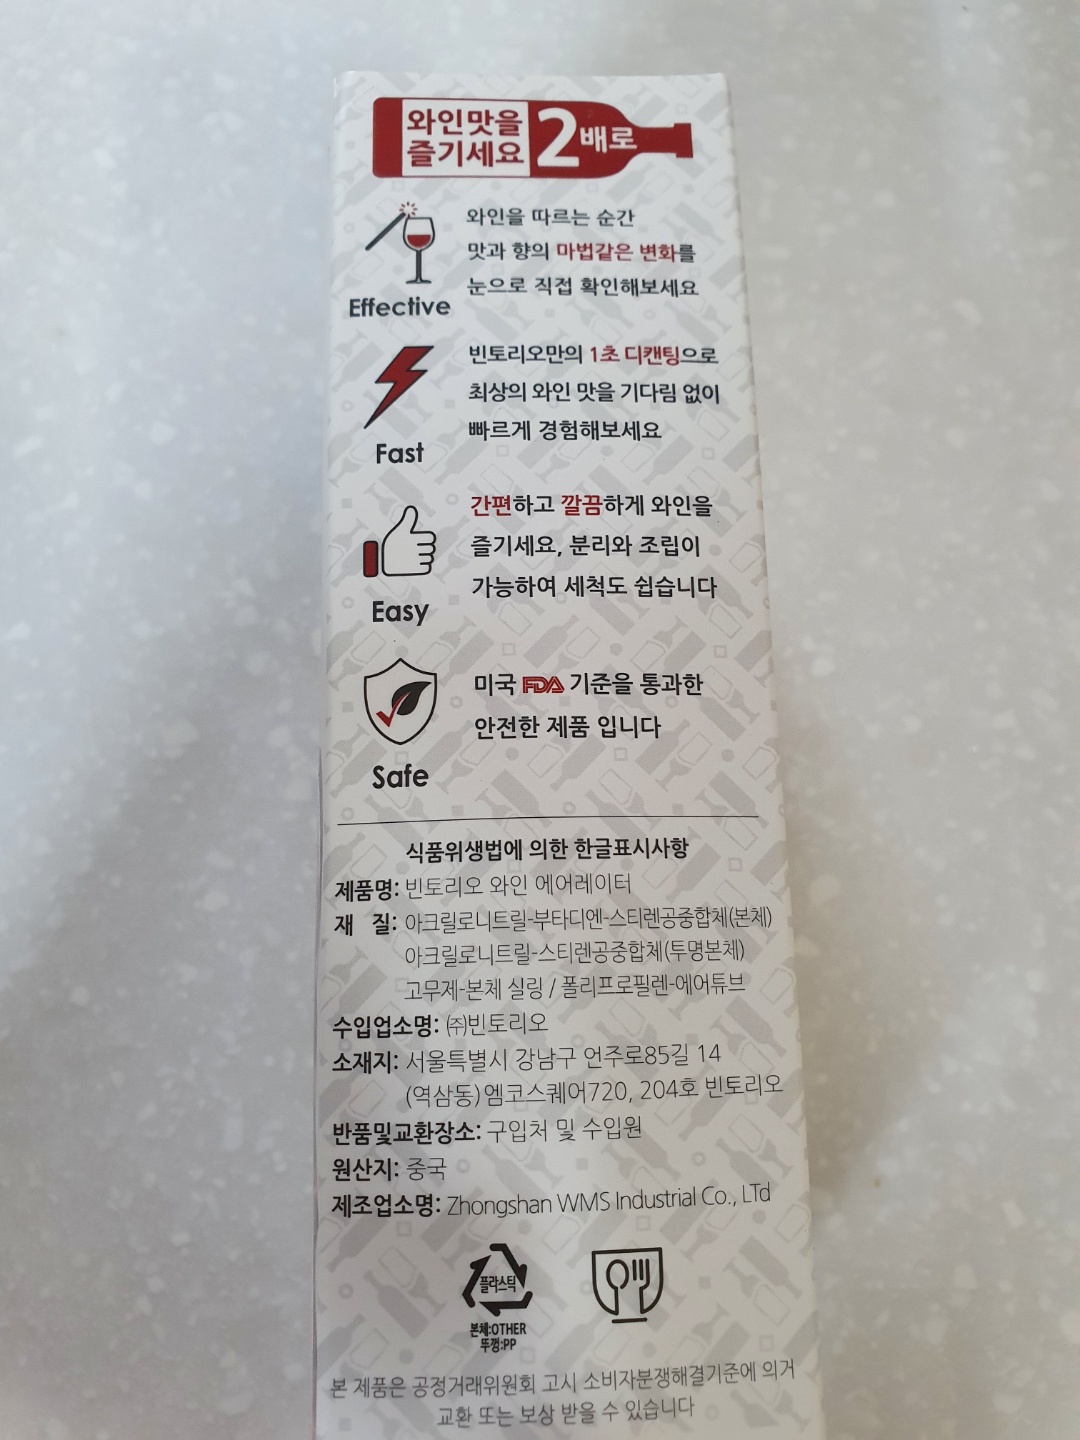 와인맛을
즐기세요 2배로
와인을 따르는 순간
맛과 향의 마법같은 변화를
눈으로 직접 확인해보세요
Effective
빈토리오만의 1초 디캔팅으로
최상의 와인 맛을 기다림 없이
빠르게 경험해보세요
Fast
간편하고 깔끔하게 와인을
즐기세요, 분리와 조립이
가능하여 세척도 쉽습니다
Easy
미국 FDA 기준을 통과한
안전한 제품 입니다
Safe
식품위생법에 의한 한글표시사항
제품명: 빈토리오 와인 에어레이터
재 질: 아크릴로니트릴-부타디엔-스티렌공중합체(본체)
아크릴로니트릴-스티렌공중합체(투명본체)
고무제-본체 실링 / 폴리프로필렌-에어튜브
수입업소명: ㈜빈토리오
소재지: 서울특별시 강남구 언주로85길 14
(역삼동)엠코스퀘어720, 204호 빈토리오
반품및교환장소: 구입처 및 수입원
원산지: 중국
제조업소명: Zhongshan WMS Industrial Co., LTd
플라스틱
본체:OTHER
뚜껑:PP
본 제품은 공정거래위원회 고시 소비자분쟁해결기준에 의거
교환 또는 보상 받을 수 있습니다